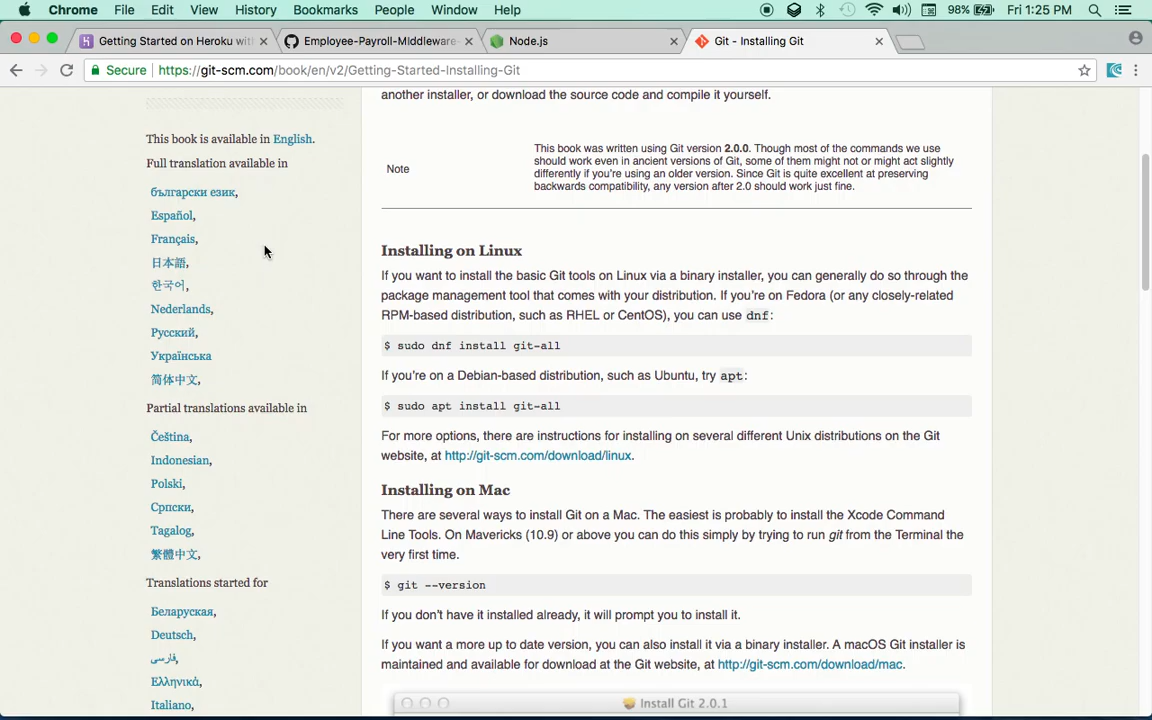 Chrome File Edit View History Bookmarks People Window Help 98% Fri 1:25 PM
Getting Started on Heroku with Employee-Payroll-Middleware- Node.js Git - Installing Git
Secure https://git-scm.com/book/en/v2/Getting-Started-Installing-Git
This book is available in English.
Full translation available in
български език,
Español,
Français,
日本語,
한국어,
Nederlands,
Русский,
Українська
简体中文,
Partial translations available in
Čeština,
Indonesian,
Polski,
Српски,
Tagalog,
繁體中文,
Translations started for
Беларуская,
Deutsch,
فارسی,
Ελληνικά,
Italiano,
another installer, or download the source code and compile it yourself.
Note
This book was written using Git version 2.0.0. Though most of the commands we use
should work even in ancient versions of Git, some of them might not or might act slightly
differently if you're using an older version. Since Git is quite excellent at preserving
backwards compatibility, any version after 2.0 should work just fine.
Installing on Linux
If you want to install the basic Git tools on Linux via a binary installer, you can generally do so through the
package management tool that comes with your distribution. If you're on Fedora (or any closely-related
RPM-based distribution, such as RHEL or CentOS), you can use dnf:
$ sudo dnf install git-all
If you're on a Debian-based distribution, such as Ubuntu, try apt:
$ sudo apt install git-all
For more options, there are instructions for installing on several different Unix distributions on the Git
website, at http://git-scm.com/download/linux.
Installing on Mac
There are several ways to install Git on a Mac. The easiest is probably to install the Xcode Command
Line Tools. On Mavericks (10.9) or above you can do this simply by trying to run git from the Terminal the
very first time.
$ git --version
If you don't have it installed already, it will prompt you to install it.
If you want a more up to date version, you can also install it via a binary installer. A macOS Git installer is
maintained and available for download at the Git website, at http://git-scm.com/download/mac.
Install Git 2.0.1